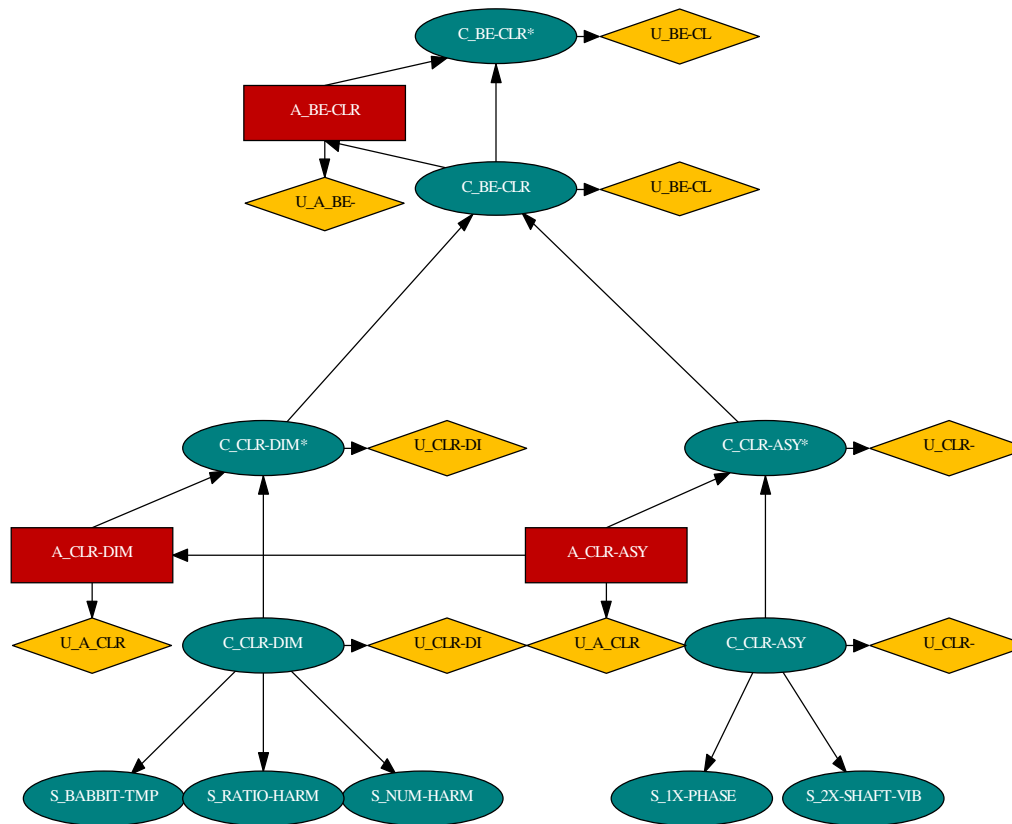 C_BE-CLR*
U_BE-CL
A_BE-CLR
C_BE-CLR
U_BE-CL
U_A_BE-
C_CLR-DIM*
U_CLR-DI
C_CLR-ASY*
U_CLR-
A_CLR-DIM
A_CLR-ASY
U_A_CLR
C_CLR-DIM
U_CLR-DI
U_A_CLR
C_CLR-ASY
U_CLR-
S_BABBIT-TMP
S_RATIO-HARM
S_NUM-HARM
S_1X-PHASE
S_2X-SHAFT-VIB